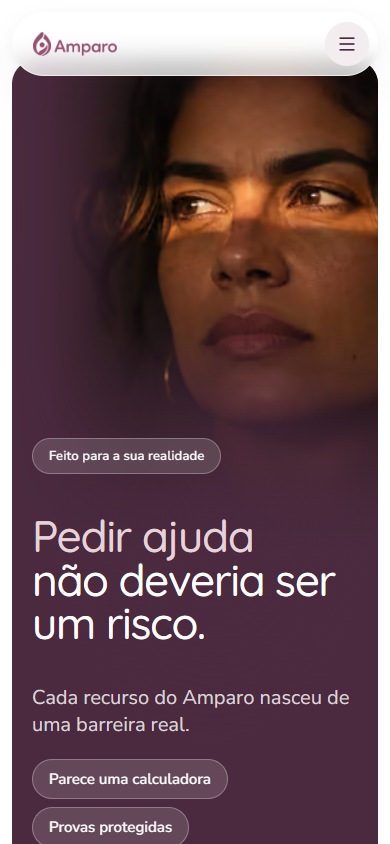 Amparo
Feito para a sua realidade
Pedir ajuda
não deveria ser
um risco.
Cada recurso do Amparo nasceu de
uma barreira real.
Parece uma calculadora
Provas protegidas